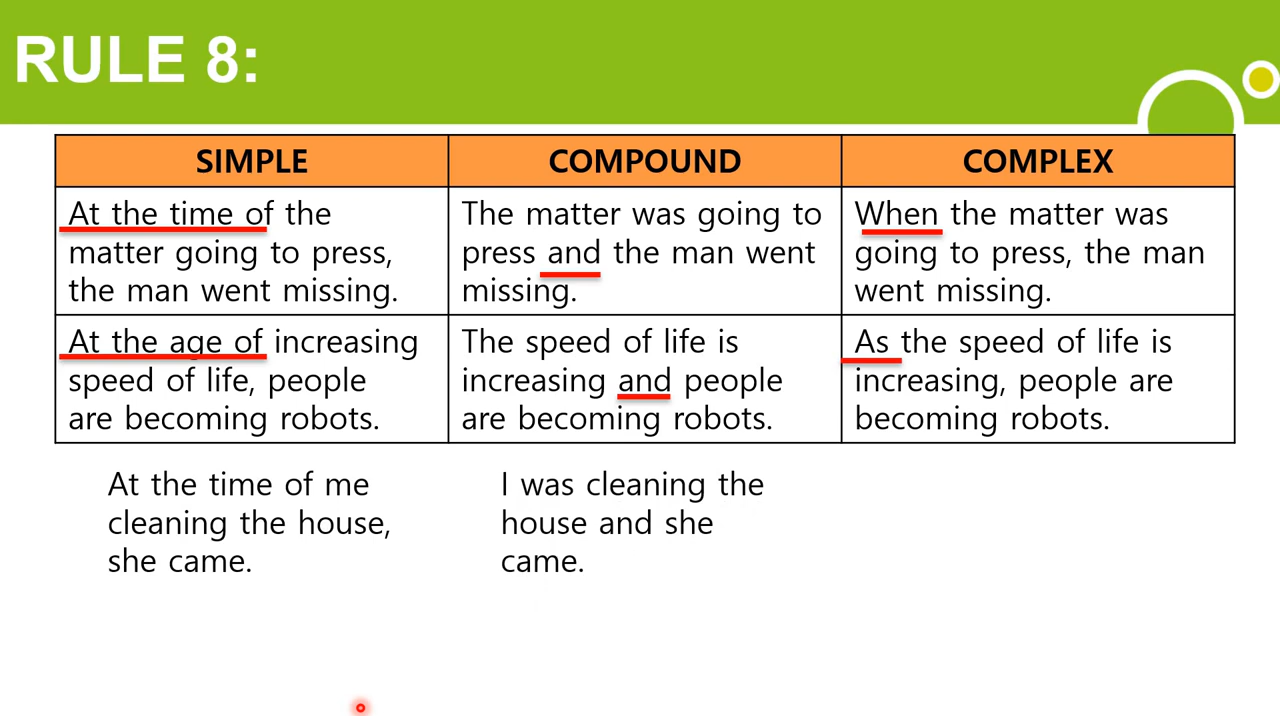 RULE 8:
SIMPLE
COMPOUND
COMPLEX
At the time of the
matter going to press,
the man went missing.
The matter was going to
press and the man went
missing.
When the matter was
going to press, the man
went missing.
At the age of increasing
speed of life, people
are becoming robots.
The speed of life is
increasing and people
are becoming robots.
As the speed of life is
increasing, people are
becoming robots.
At the time of me
cleaning the house,
she came.
I was cleaning the
house and she
came.